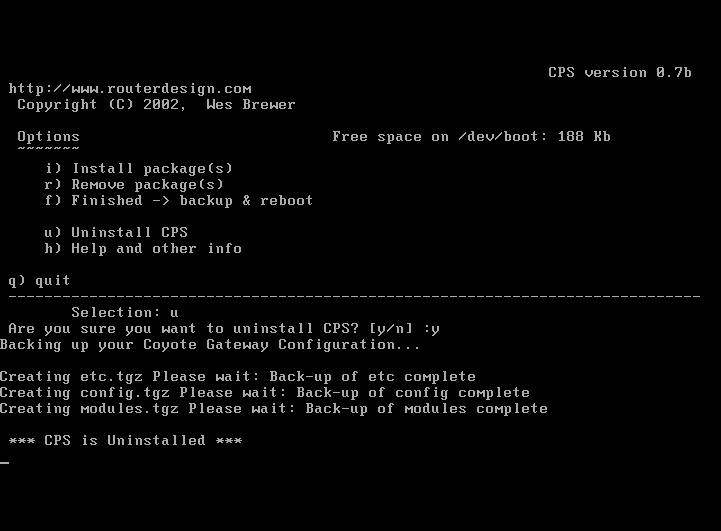 CPS version 0.7b
http://www.routerdesign.com
Copyright (C) 2002,  Wes Brewer
Options                            Free space on /dev/boot: 188 Kb
~~~~~~~
i) Install package(s)
r) Remove package(s)
f) Finished -> backup & reboot
u) Uninstall CPS
h) Help and other info
q) quit
-----------------------------------------------------------------------------
Selection: u
Are you sure you want to uninstall CPS? [y/n] :y
Backing up your Coyote Gateway Configuration...
Creating etc.tgz Please wait: Back-up of etc complete
Creating config.tgz Please wait: Back-up of config complete
Creating modules.tgz Please wait: Back-up of modules complete
*** CPS is Uninstalled ***
_